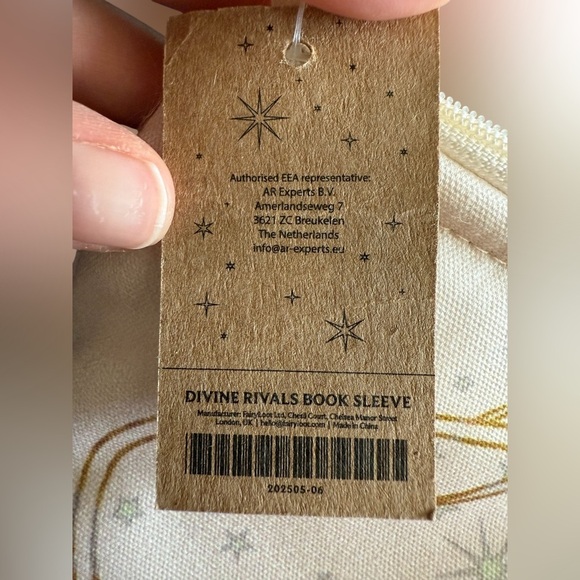 Authorised EEA representative:
AR Experts B.V.
Amerlandseweg 7
3621 ZC Breukelen
The Netherlands
info@ar-experts.eu
DIVINE RIVALS BOOK SLEEVE
Manufacturer: FairyLoot Ltd, Chesil Court, Chelsea Manor Street
London, UK | hello@fairyloot.com | Made in China
202505-06